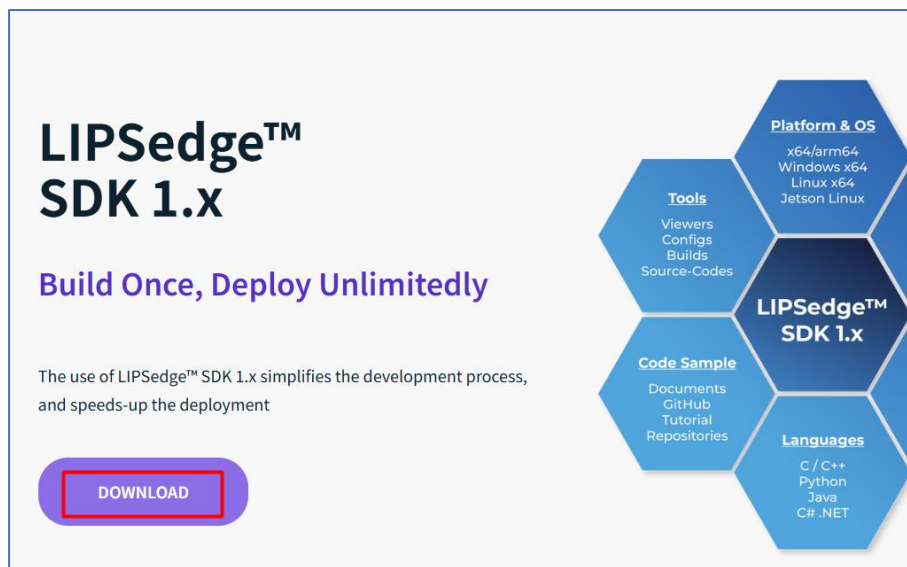 LIPSedge™
SDK 1.x
Build Once, Deploy Unlimitedly
The use of LIPSedge™ SDK 1.x simplifies the development process,
and speeds-up the deployment
DOWNLOAD
Platform & OS
x64/arm64
Windows x64
Linux x64
Jetson Linux
Tools
Viewers
Configs
Builds
Source-Codes
LIPSedge™
SDK 1.x
Code Sample
Documents
GitHub
Tutorial
Repositories
Languages
C / C++
Python
Java
C# .NET